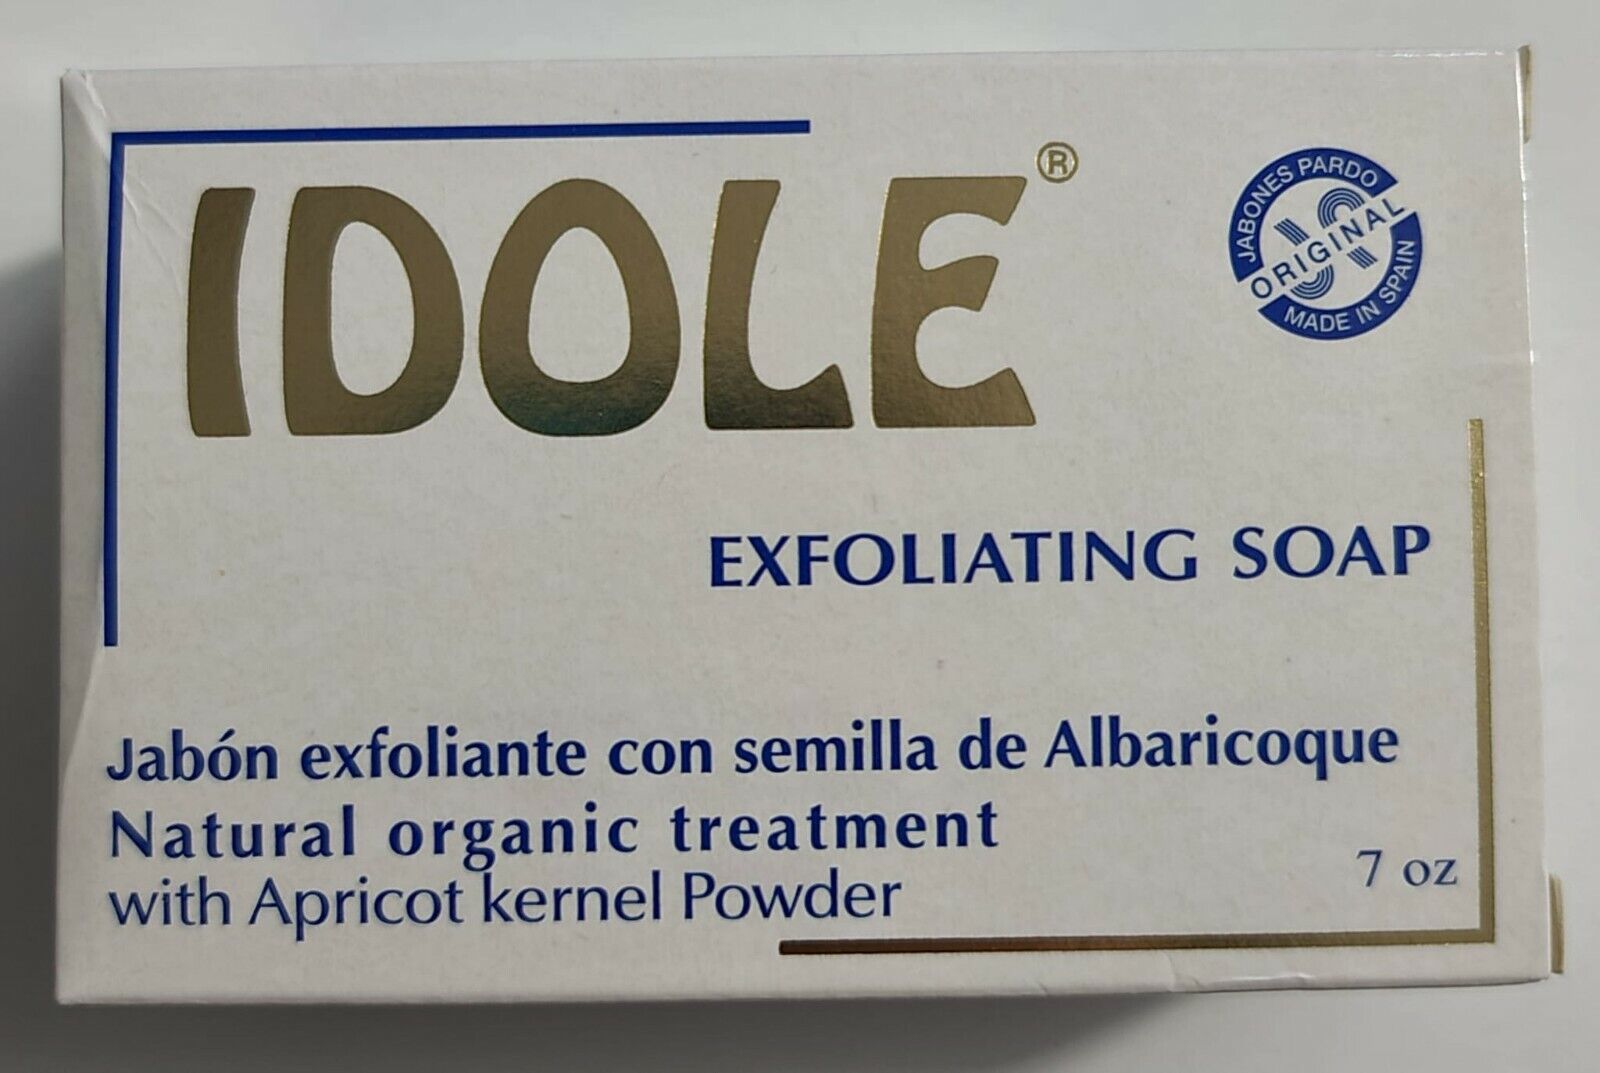 IDOLE®
JABONES PARDO
ORIGINAL
MADE IN SPAIN
EXFOLIATING SOAP
Jabón exfoliante con semilla de Albaricoque
Natural organic treatment
with Apricot kernel Powder
7 oz